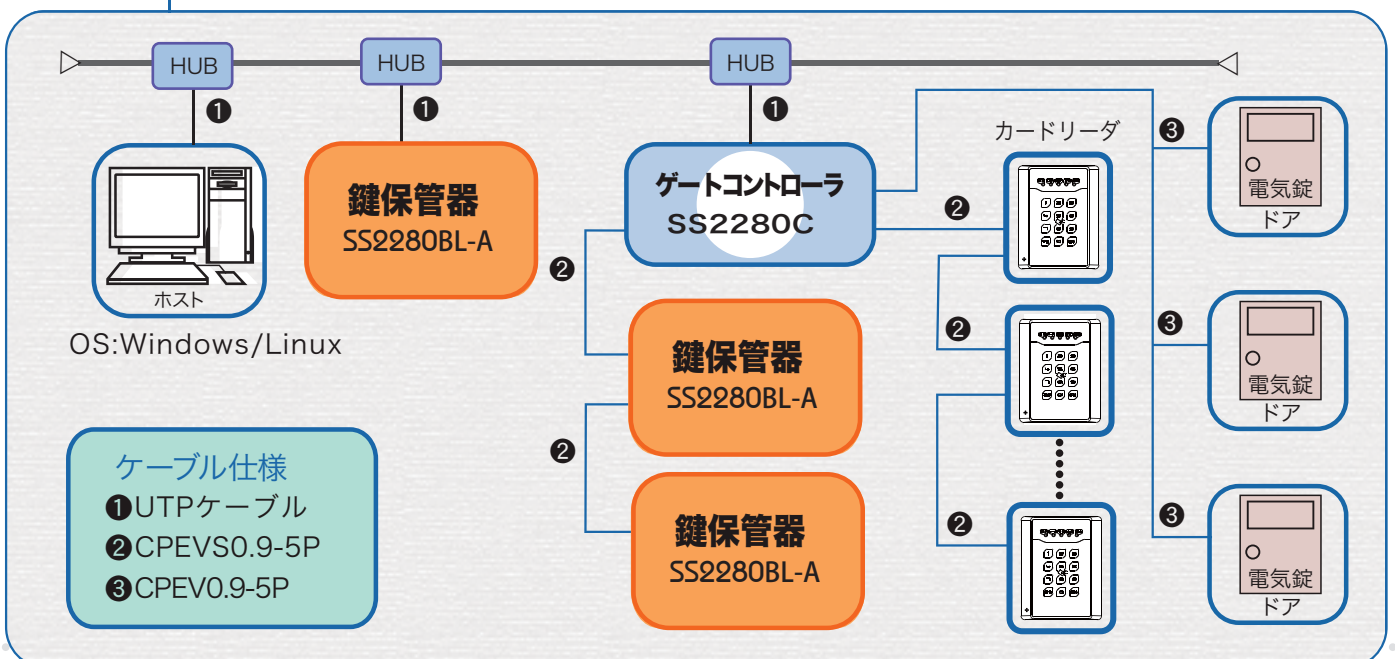 HUB
HUB
HUB
❶
❶
❶
カードリーダ
❸
電気錠
ドア
鍵保管器
SS2280BL-A
ゲートコントローラ
SS2280C
❷
ホスト
OS:Windows/Linux
❷
鍵保管器
SS2280BL-A
❷
❸
電気錠
ドア
❷
鍵保管器
SS2280BL-A
❷
❸
電気錠
ドア
ケーブル仕様
❶UTPケーブル
❷CPEVS0.9-5P
❸CPEV0.9-5P